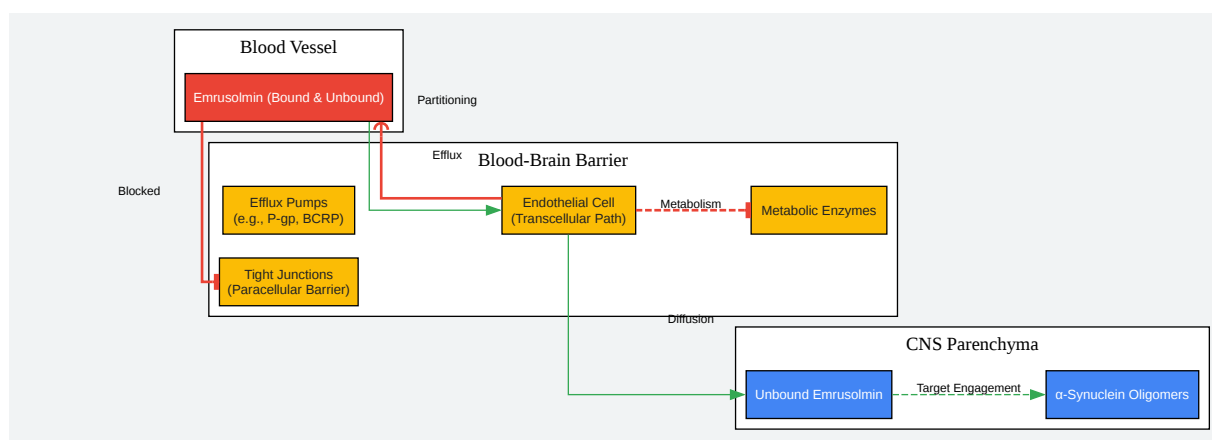 Blood Vessel
Emrusolmin (Bound & Unbound)
Partitioning
Efflux
Blood-Brain Barrier
Blocked
Efflux Pumps
(e.g., P-gp, BCRP)
Endothelial Cell
(Transcellular Path)
Metabolism
Metabolic Enzymes
Tight Junctions
(Paracellular Barrier)
Diffusion
CNS Parenchyma
Unbound Emrusolmin
Target Engagement
α-Synuclein Oligomers